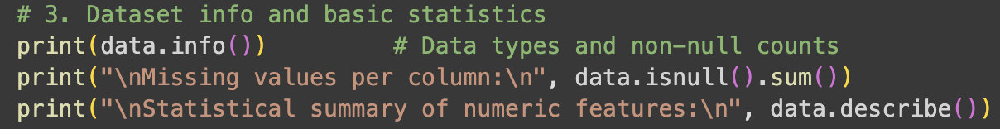 # 3. Dataset info and basic statistics
print(data.info())         # Data types and non-null counts
print("\nMissing values per column:\n", data.isnull().sum())
print("\nStatistical summary of numeric features:\n", data.describe())